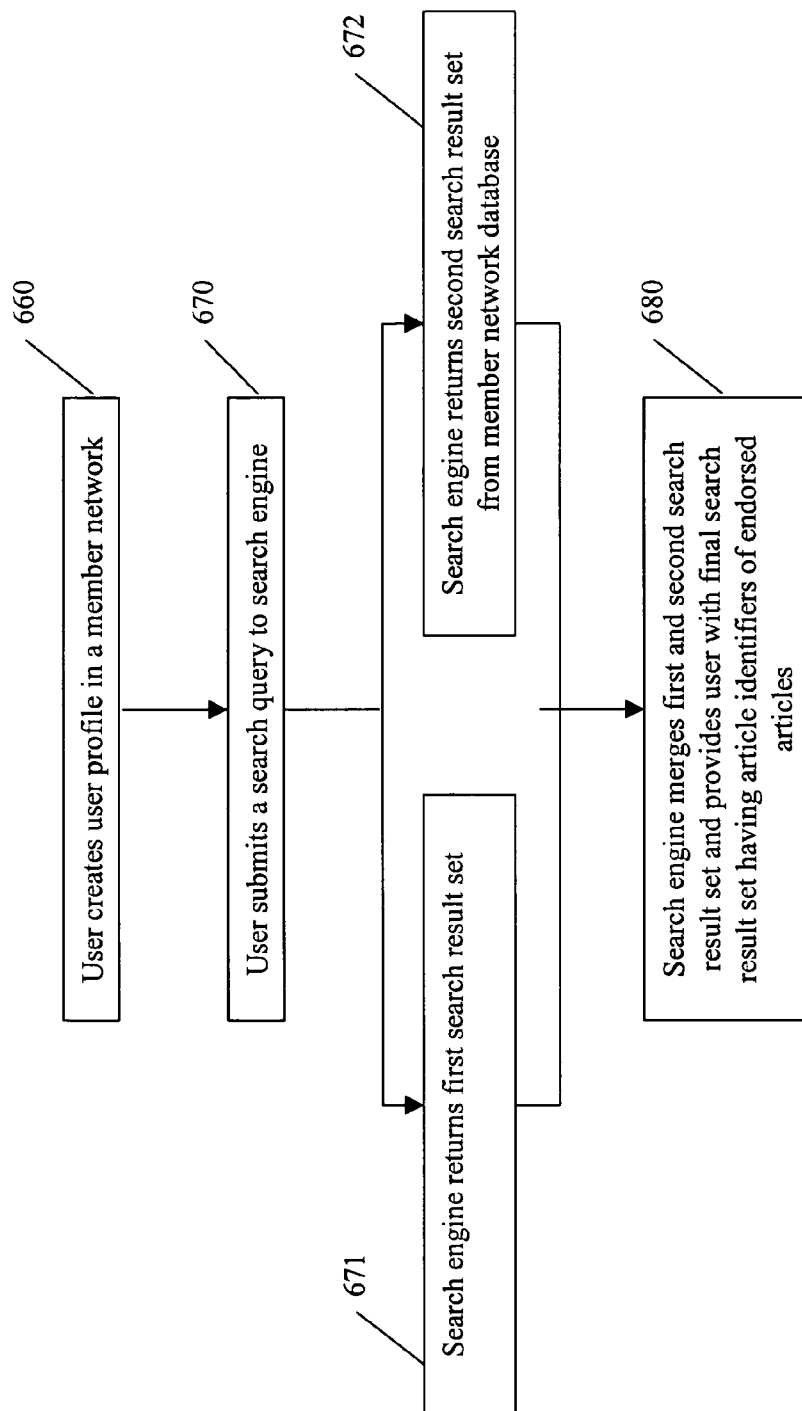 660
User creates user profile in a member network
670
User submits a search query to search engine
671
Search engine returns first search result set
672
Search engine returns second search result set
from member network database
680
Search engine merges first and second search
result set and provides user with final search
result set having article identifiers of endorsed
articles